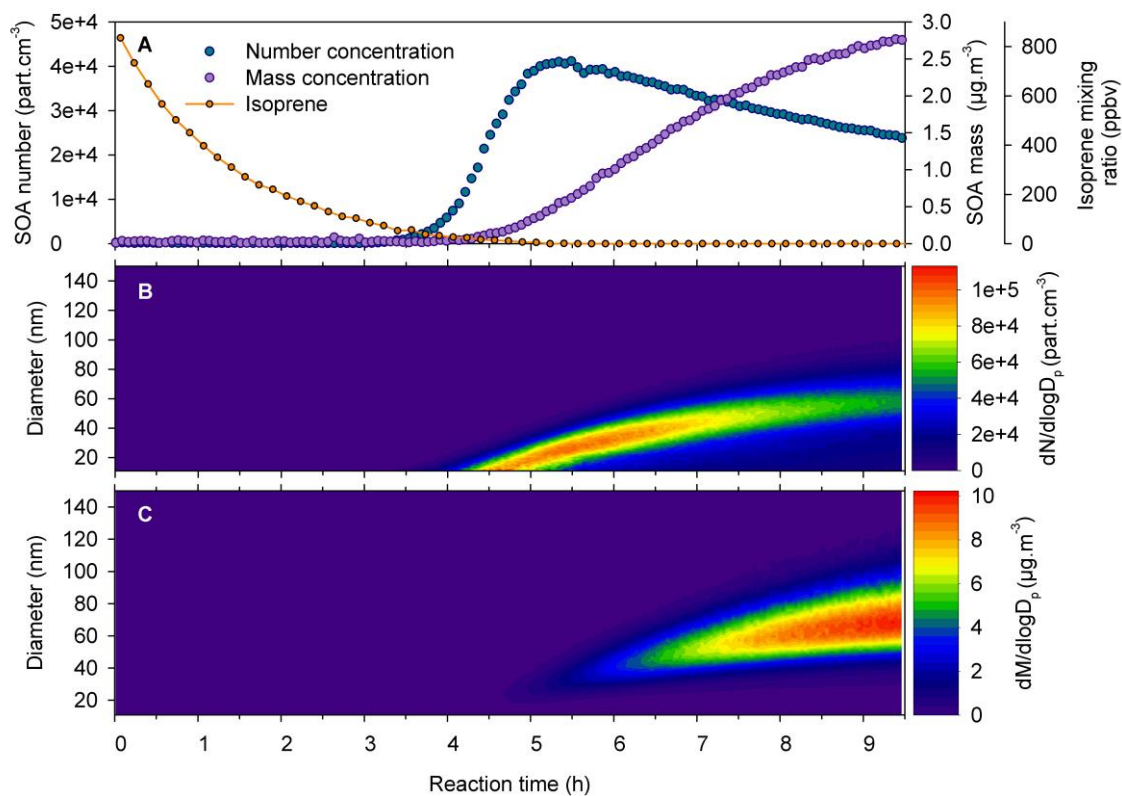 A
Number concentration
Mass concentration
Isoprene
SOA number (part.cm⁻³)
5e+4
4e+4
3e+4
2e+4
1e+4
0
3.0
2.5
2.0
1.5
1.0
0.5
0.0
SOA mass (µg.m⁻³)
800
600
400
200
0
Isoprene mixing
ratio (ppbv)
B
Diameter (nm)
140
120
100
80
60
40
20
1e+5
8e+4
6e+4
4e+4
2e+4
0
dN/dlogDₚ (part.cm⁻³)
C
Diameter (nm)
140
120
100
80
60
40
20
10
8
6
4
2
0
dM/dlogDₚ (µg.m⁻³)
0 1 2 3 4 5 6 7 8 9
Reaction time (h)